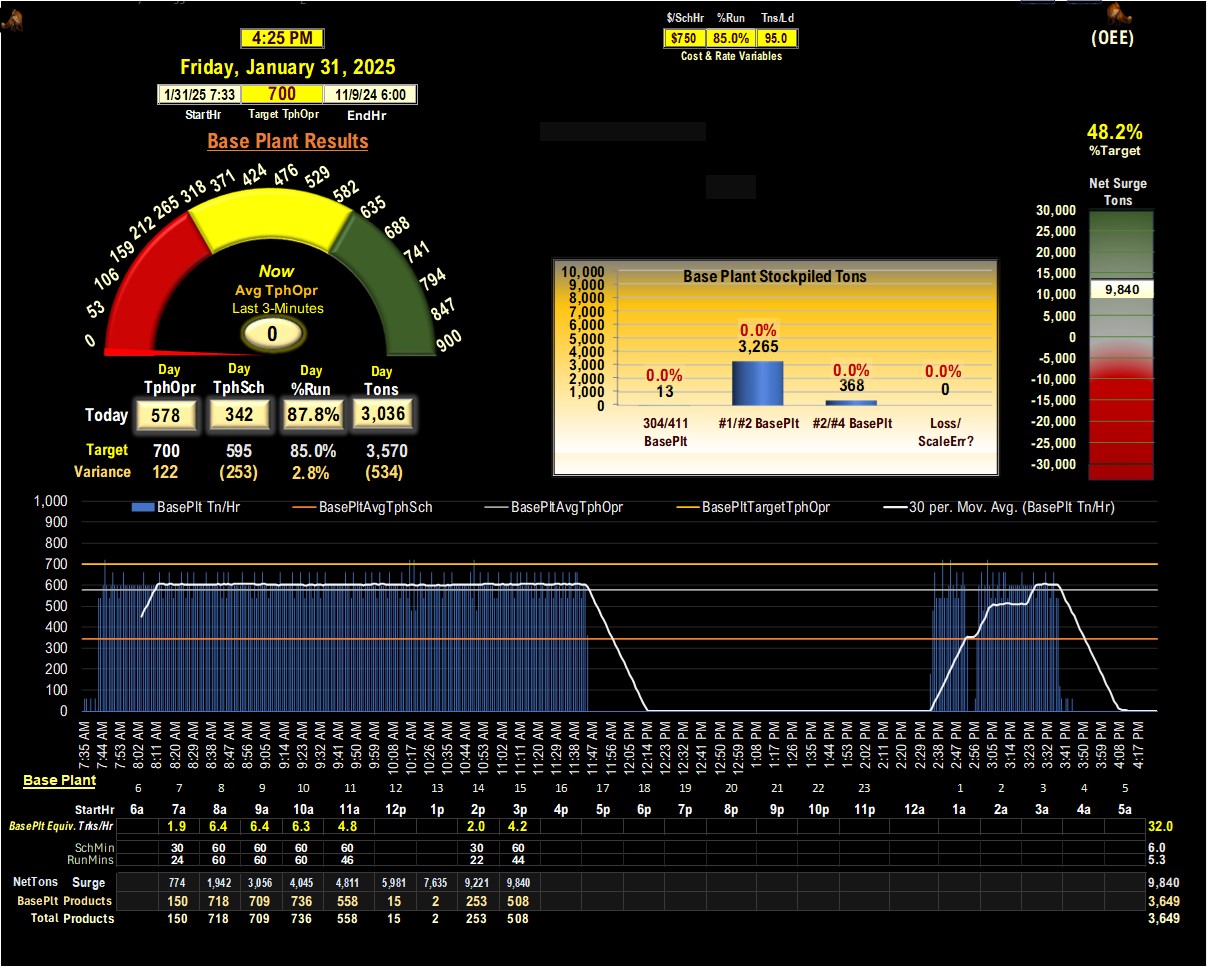 $/SchHr %Run Tns/Ld
$750 85.0% 95.0
Cost & Rate Variables
(OEE)
4:25 PM
Friday, January 31, 2025
1/31/25 7:33 700 11/9/24 6:00
StartHr Target TphOpr EndHr
Base Plant Results
0 53 106 159 212 265 318 371 424 476 529 582 635 688 741 794 847 900
Now
Avg TphOpr
Last 3-Minutes
0
Day Day Day Day
TphOpr TphSch %Run Tons
Today 578 342 87.8% 3,036
Target 700 595 85.0% 3,570
Variance 122 (253) 2.8% (534)
Base Plant Stockpiled Tons
10,000
9,000
8,000
7,000
6,000
5,000
4,000
3,000
2,000
1,000
0
0.0% 0.0% 0.0% 0.0%
13 3,265 368 0
304/411 #1/#2 BasePlt #2/#4 BasePlt Loss/
BasePlt ScaleErr?
48.2%
%Target
Net Surge
Tons
30,000
25,000
20,000
15,000
10,000
5,000
0
-5,000
-10,000
-15,000
-20,000
-25,000
-30,000
9,840
BasePlt Tn/Hr BasePltAvgTphSch BasePltAvgTphOpr BasePltTargetTphOpr 30 per. Mov. Avg. (BasePlt Tn/Hr)
1,000
900
800
700
600
500
400
300
200
100
0
7:35 AM 7:44 AM 7:53 AM 8:02 AM 8:11 AM 8:20 AM 8:29 AM 8:38 AM 8:47 AM 8:56 AM 9:05 AM 9:14 AM 9:23 AM 9:32 AM 9:41 AM 9:50 AM 9:59 AM 10:08 AM 10:17 AM 10:26 AM 10:35 AM 10:44 AM 10:53 AM 11:02 AM 11:11 AM 11:20 AM 11:29 AM 11:38 AM 11:47 AM 11:56 AM 12:05 PM 12:14 PM 12:23 PM 12:32 PM 12:41 PM 12:50 PM 12:59 PM 1:08 PM 1:17 PM 1:26 PM 1:35 PM 1:44 PM 1:53 PM 2:02 PM 2:11 PM 2:20 PM 2:29 PM 2:38 PM 2:47 PM 2:56 PM 3:05 PM 3:14 PM 3:23 PM 3:32 PM 3:41 PM 3:50 PM 3:59 PM 4:08 PM 4:17 PM
Base Plant
6 7 8 9 10 11 12 13 14 15 16 17 18 19 20 21 22 23 1 2 3 4 5
StartHr 6a 7a 8a 9a 10a 11a 12p 1p 2p 3p 4p 5p 6p 7p 8p 9p 10p 11p 12a 1a 2a 3a 4a 5a
BasePlt Equiv. Trks/Hr 1.9 6.4 6.4 6.3 4.8 2.0 4.2 32.0
SchMin 30 60 60 60 60 30 60 6.0
RunMins 24 60 60 60 46 22 44 5.3
NetTons Surge 774 1,942 3,056 4,045 4,811 5,981 7,635 9,221 9,840 9,840
BasePlt Products 150 718 709 736 558 15 2 253 508 3,649
Total Products 150 718 709 736 558 15 2 253 508 3,649